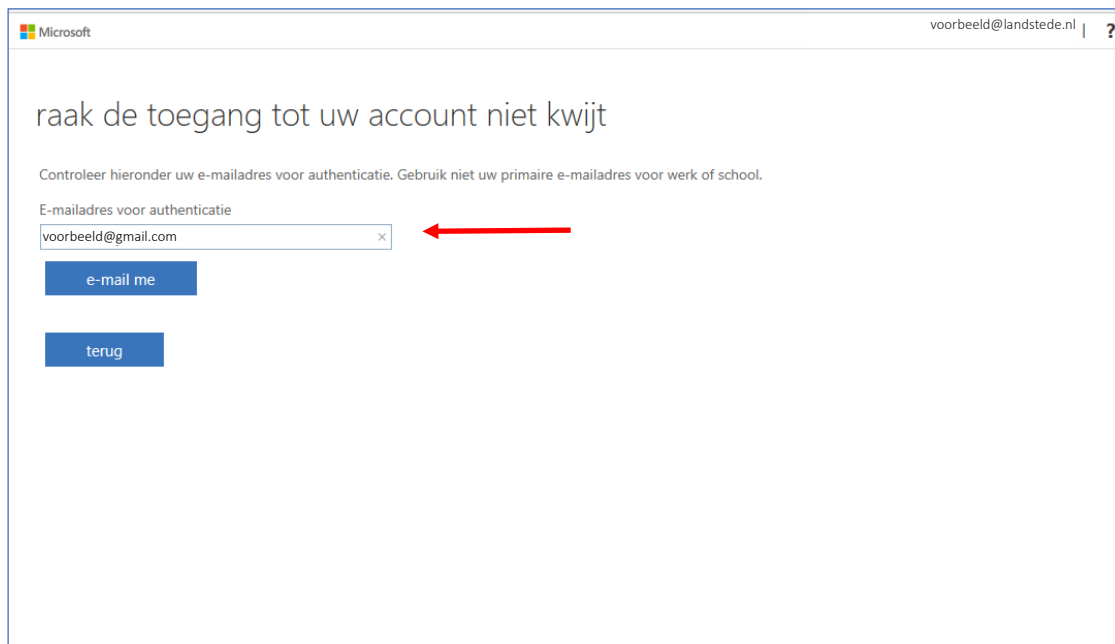 Microsoft
voorbeeld@landstede.nl | ?
raak de toegang tot uw account niet kwijt
Controleer hieronder uw e-mailadres voor authenticatie. Gebruik niet uw primaire e-mailadres voor werk of school.
E-mailadres voor authenticatie
voorbeeld@gmail.com ×
e-mail me
terug